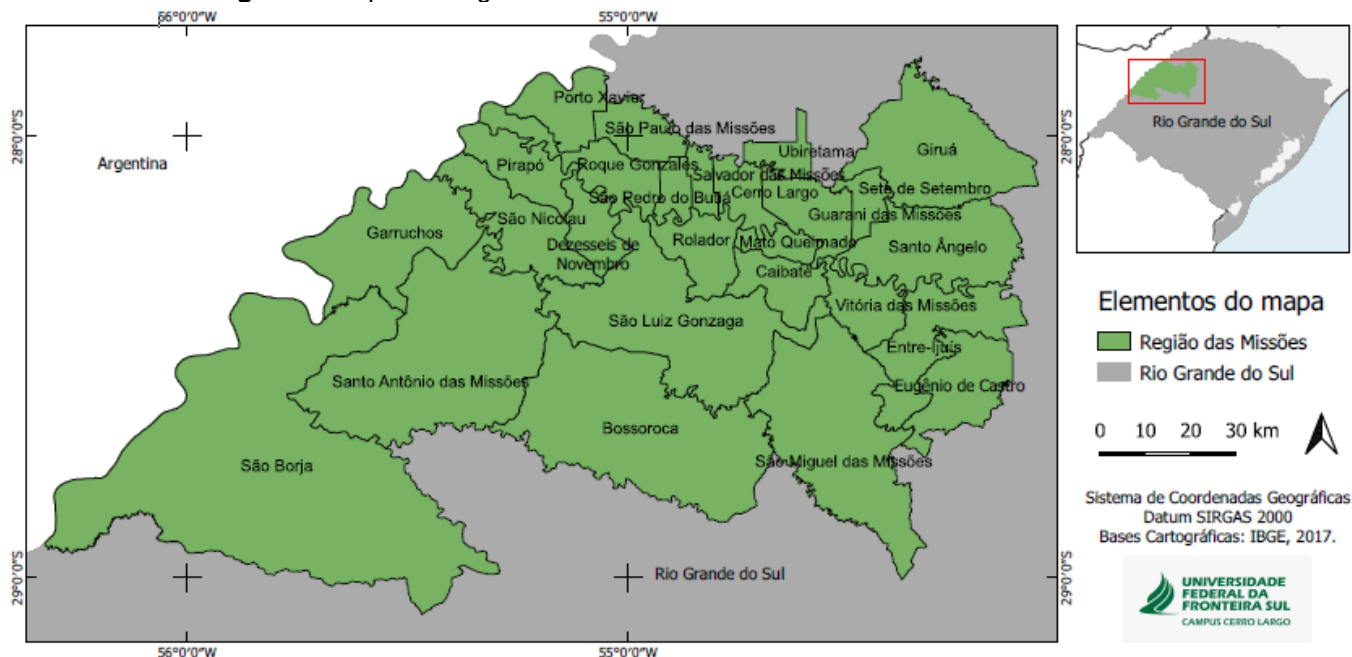 56°0'0"W
55°0'0"W
28°0'0"S
28°0'0"S
Argentina
Porto Xavier
São Paulo das Missões
Ubiretama
Giruá
Pirapó
Roque Gonzales
Salvador das Missões
Sete de Setembro
São Pedro do Butiá
Cerro Largo
Guarani das Missões
São Nicolau
Garruchos
Dezesseis de
Novembro
Rolador
Mato Queimado
Santo Ângelo
Caibaté
Vitória das Missões
São Luiz Gonzaga
Entre-Ijuís
Santo Antônio das Missões
Eugênio de Castro
Bossoroca
São Borja
São Miguel das Missões
Rio Grande do Sul
29°0'0"S
29°0'0"S
56°0'0"W
55°0'0"W
Rio Grande do Sul
Elementos do mapa
Região das Missões
Rio Grande do Sul
0 10 20 30 km
Sistema de Coordenadas Geográficas
Datum SIRGAS 2000
Bases Cartográficas: IBGE, 2017.
UNIVERSIDADE
FEDERAL DA
FRONTEIRA SUL
CAMPUS CERRO LARGO